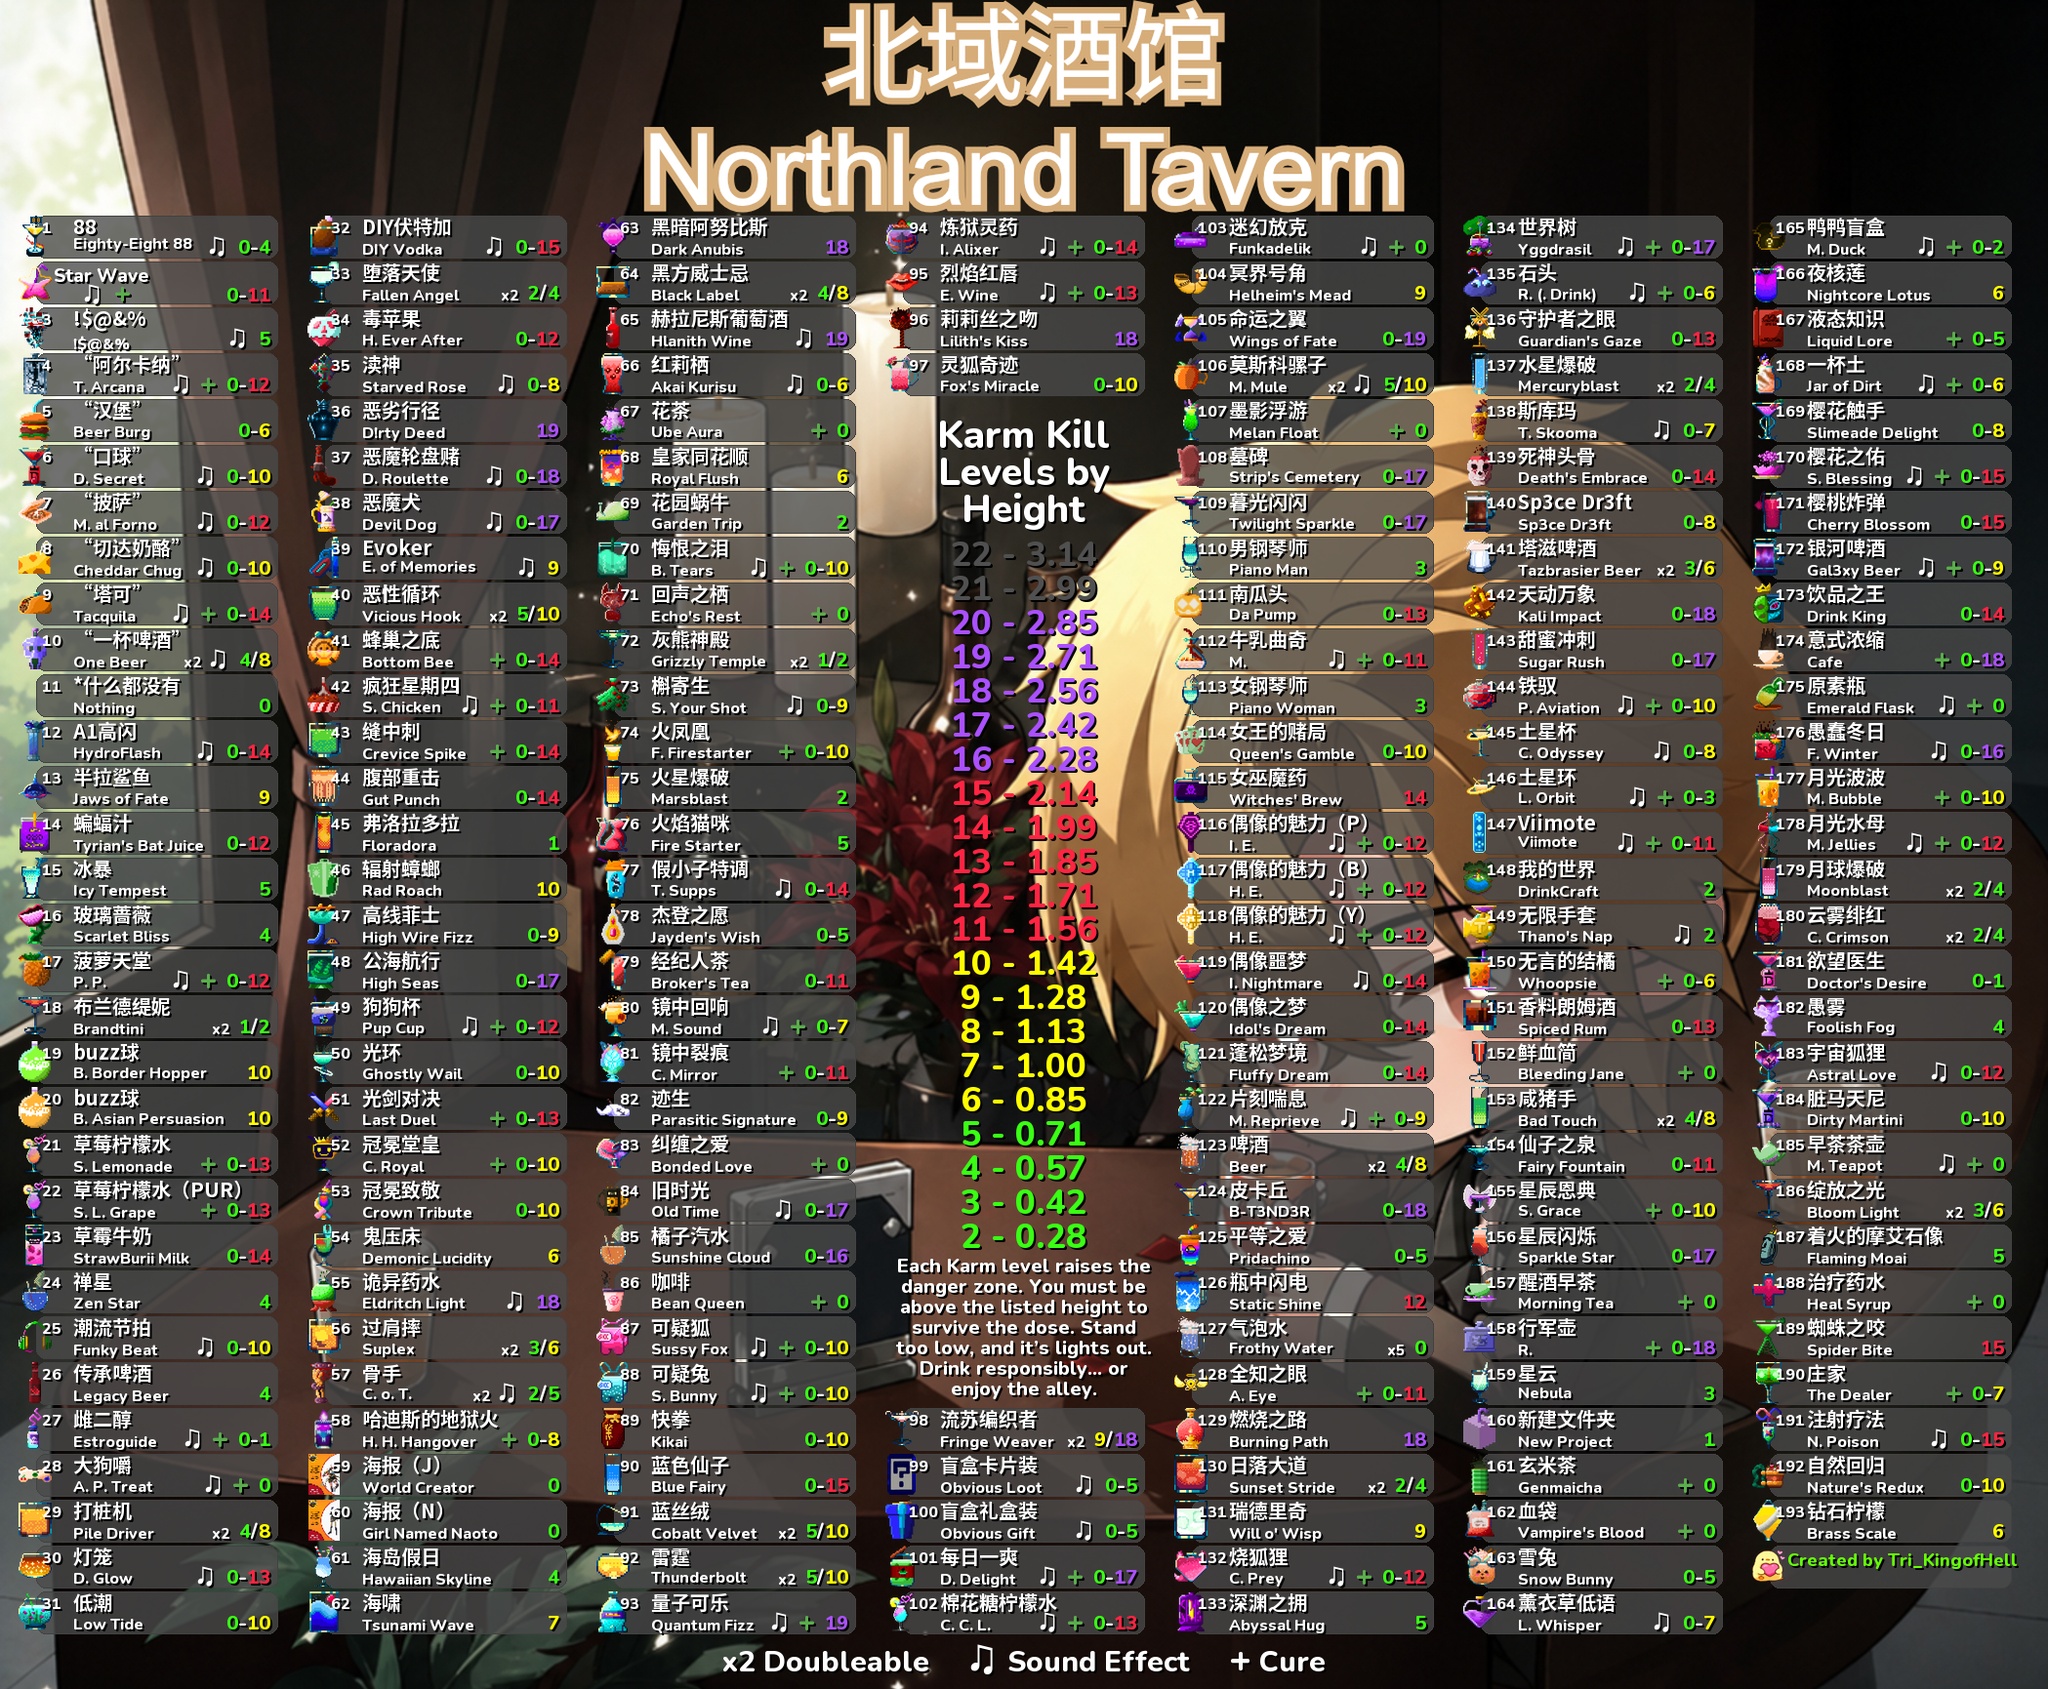 北域酒馆
Northland Tavern
1 88
Eighty-Eight 88 ♫ 0-4
Star Wave
♫ + 0-11
3 !$@&%
!$@&% ♫ 5
4 “阿尔卡纳”
T. Arcana ♫ + 0-12
5 “汉堡”
Beer Burg 0-6
6 “口球”
D. Secret ♫ 0-10
7 “披萨”
M. al Forno ♫ 0-12
8 “切达奶酪”
Cheddar Chug ♫ 0-10
9 “塔可”
Tacquila ♫ + 0-14
10 “一杯啤酒”
One Beer x2 ♫ 4/8
11 *什么都没有
Nothing 0
12 A1高闪
HydroFlash ♫ 0-14
13 半拉鲨鱼
Jaws of Fate 9
14 蝙蝠汁
Tyrian's Bat Juice 0-12
15 冰暴
Icy Tempest 5
16 玻璃蔷薇
Scarlet Bliss 4
17 菠萝天堂
P. P. ♫ + 0-12
18 布兰德缇妮
Brandtini x2 1/2
19 buzz球
B. Border Hopper 10
20 buzz球
B. Asian Persuasion 10
21 草莓柠檬水
S. Lemonade + 0-13
22 草莓柠檬水（PUR）
S. L. Grape + 0-13
23 草霉牛奶
StrawBurii Milk 0-14
24 禅星
Zen Star 4
25 潮流节拍
Funky Beat ♫ 0-10
26 传承啤酒
Legacy Beer 4
27 雌二醇
Estroguide ♫ + 0-1
28 大狗嚼
A. P. Treat ♫ + 0
29 打桩机
Pile Driver x2 4/8
30 灯笼
D. Glow ♫ 0-13
31 低潮
Low Tide 0-10
32 DIY伏特加
DIY Vodka ♫ 0-15
33 堕落天使
Fallen Angel x2 2/4
34 毒苹果
H. Ever After 0-12
35 渎神
Starved Rose ♫ 0-8
36 恶劣行径
D!rty Deed 19
37 恶魔轮盘赌
D. Roulette ♫ 0-18
38 恶魔犬
Devil Dog ♫ 0-17
39 Evoker
E. of Memories ♫ 9
40 恶性循环
Vicious Hook x2 5/10
41 蜂巢之底
Bottom Bee + 0-14
42 疯狂星期四
S. Chicken ♫ + 0-11
43 缝中刺
Crevice Spike + 0-14
44 腹部重击
Gut Punch 0-14
45 弗洛拉多拉
Floradora 1
46 辐射蟑螂
Rad Roach 10
47 高线菲士
High Wire Fizz 0-9
48 公海航行
High Seas 0-17
49 狗狗杯
Pup Cup ♫ + 0-12
50 光环
Ghostly Wail 0-10
51 光剑对决
Last Duel + 0-13
52 冠冕堂皇
C. Royal + 0-10
53 冠冕致敬
Crown Tribute 0-10
54 鬼压床
Demonic Lucidity 6
55 诡异药水
Eldritch Light ♫ 18
56 过肩摔
Suplex x2 3/6
57 骨手
C. o. T. x2 ♫ 2/5
58 哈迪斯的地狱火
H. H. Hangover + 0-8
59 海报（J）
World Creator 0
60 海报（N）
Girl Named Naoto 0
61 海岛假日
Hawaiian Skyline 4
62 海啸
Tsunami Wave 7
63 黑暗阿努比斯
Dark Anubis 18
64 黑方威士忌
Black Label x2 4/8
65 赫拉尼斯葡萄酒
Hlanith Wine ♫ 19
66 红莉栖
Akai Kurisu ♫ 0-6
67 花茶
Ube Aura + 0
68 皇家同花顺
Royal Flush 6
69 花园蜗牛
Garden Trip 2
70 悔恨之泪
B. Tears ♫ + 0-10
71 回声之栖
Echo's Rest + 0
72 灰熊神殿
Grizzly Temple x2 1/2
73 槲寄生
S. Your Shot ♫ 0-9
74 火凤凰
F. Firestarter + 0-10
75 火星爆破
Marsblast 2
76 火焰猫咪
Fire Starter 5
77 假小子特调
T. Supps ♫ 0-14
78 杰登之愿
Jayden's Wish 0-5
79 经纪人茶
Broker's Tea 0-11
80 镜中回响
M. Sound ♫ + 0-7
81 镜中裂痕
C. Mirror + 0-11
82 迹生
Parasitic Signature 0-9
83 纠缠之爱
Bonded Love + 0
84 旧时光
Old Time ♫ 0-17
85 橘子汽水
Sunshine Cloud 0-16
86 咖啡
Bean Queen + 0
87 可疑狐
Sussy Fox ♫ + 0-10
88 可疑兔
S. Bunny ♫ + 0-10
89 快拳
Kikai 0-10
90 蓝色仙子
Blue Fairy 0-15
91 蓝丝绒
Cobalt Velvet x2 5/10
92 雷霆
Thunderbolt x2 5/10
93 量子可乐
Quantum Fizz ♫ + 19
94 炼狱灵药
I. Alixer ♫ + 0-14
95 烈焰红唇
E. Wine ♫ + 0-13
96 莉莉丝之吻
Lilith's Kiss 18
97 灵狐奇迹
Fox's Miracle 0-10
Karm Kill
Levels by
Height
22 - 3.14
21 - 2.99
20 - 2.85
19 - 2.71
18 - 2.56
17 - 2.42
16 - 2.28
15 - 2.14
14 - 1.99
13 - 1.85
12 - 1.71
11 - 1.56
10 - 1.42
9 - 1.28
8 - 1.13
7 - 1.00
6 - 0.85
5 - 0.71
4 - 0.57
3 - 0.42
2 - 0.28
Each Karm level raises the
danger zone. You must be
above the listed height to
survive the dose. Stand
too low, and it's lights out.
Drink responsibly... or
enjoy the alley.
98 流苏编织者
Fringe Weaver x2 9/18
99 盲盒卡片装
Obvious Loot ♫ 0-5
100 盲盒礼盒装
Obvious Gift ♫ 0-5
101 每日一爽
D. Delight ♫ + 0-17
102 棉花糖柠檬水
C. C. L. ♫ + 0-13
103 迷幻放克
Funkadelik ♫ + 0
104 冥界号角
Helheim's Mead 9
105 命运之翼
Wings of Fate 0-19
106 莫斯科骡子
M. Mule x2 ♫ 5/10
107 墨影浮游
Melan Float + 0
108 墓碑
Strip's Cemetery 0-17
109 暮光闪闪
Twilight Sparkle 0-17
110 男钢琴师
Piano Man 3
111 南瓜头
Da Pump 0-13
112 牛乳曲奇
M. ♫ + 0-11
113 女钢琴师
Piano Woman 3
114 女王的赌局
Queen's Gamble 0-10
115 女巫魔药
Witches' Brew 14
116 偶像的魅力（P）
I. E. ♫ + 0-12
117 偶像的魅力（B）
H. E. ♫ + 0-12
118 偶像的魅力（Y）
H. E. ♫ + 0-12
119 偶像噩梦
I. Nightmare ♫ 0-14
120 偶像之梦
Idol's Dream 0-14
121 蓬松梦境
Fluffy Dream 0-14
122 片刻喘息
M. Reprieve ♫ + 0-9
123 啤酒
Beer x2 4/8
124 皮卡丘
B-T3ND3R 0-18
125 平等之爱
Pridachino 0-5
126 瓶中闪电
Static Shine 12
127 气泡水
Frothy Water x5 0
128 全知之眼
A. Eye + 0-11
129 燃烧之路
Burning Path 18
130 日落大道
Sunset Stride x2 2/4
131 瑞德里奇
Will o' Wisp 9
132 烧狐狸
C. Prey ♫ + 0-12
133 深渊之拥
Abyssal Hug 5
134 世界树
Yggdrasil ♫ + 0-17
135 石头
R. (. Drink) ♫ + 0-6
136 守护者之眼
Guardian's Gaze 0-13
137 水星爆破
Mercuryblast x2 2/4
138 斯库玛
T. Skooma ♫ 0-7
139 死神头骨
Death's Embrace 0-14
140 Sp3ce Dr3ft
Sp3ce Dr3ft 0-8
141 塔滋啤酒
Tazbrasier Beer x2 3/6
142 天动万象
Kali Impact 0-18
143 甜蜜冲刺
Sugar Rush 0-17
144 铁驭
P. Aviation ♫ + 0-10
145 土星杯
C. Odyssey ♫ 0-8
146 土星环
L. Orbit ♫ + 0-3
147 Viimote
Viimote ♫ + 0-11
148 我的世界
DrinkCraft 2
149 无限手套
Thano's Nap ♫ 2
150 无言的结橘
Whoopsie + 0-6
151 香料朗姆酒
Spiced Rum 0-13
152 鲜血简
Bleeding Jane + 0
153 咸猪手
Bad Touch x2 4/8
154 仙子之泉
Fairy Fountain 0-11
155 星辰恩典
S. Grace + 0-10
156 星辰闪烁
Sparkle Star 0-17
157 醒酒早茶
Morning Tea + 0
158 行军壶
R. + 0-18
159 星云
Nebula 3
160 新建文件夹
New Project 1
161 玄米茶
Genmaicha + 0
162 血袋
Vampire's Blood + 0
163 雪兔
Snow Bunny 0-5
164 薰衣草低语
L. Whisper ♫ 0-7
165 鸭鸭盲盒
M. Duck ♫ + 0-2
166 夜核莲
Nightcore Lotus 6
167 液态知识
Liquid Lore + 0-5
168 一杯土
Jar of Dirt ♫ + 0-6
169 樱花触手
Slimeade Delight 0-8
170 樱花之佑
S. Blessing ♫ + 0-15
171 樱桃炸弹
Cherry Blossom 0-15
172 银河啤酒
Gal3xy Beer ♫ + 0-9
173 饮品之王
Drink King 0-14
174 意式浓缩
Cafe + 0-18
175 原素瓶
Emerald Flask ♫ + 0
176 愚蠢冬日
F. Winter ♫ 0-16
177 月光波波
M. Bubble + 0-10
178 月光水母
M. Jellies ♫ + 0-12
179 月球爆破
Moonblast x2 2/4
180 云雾绯红
C. Crimson x2 2/4
181 欲望医生
Doctor's Desire 0-1
182 愚雾
Foolish Fog 4
183 宇宙狐狸
Astral Love ♫ 0-12
184 脏马天尼
Dirty Martini 0-10
185 早茶茶壶
M. Teapot ♫ + 0
186 绽放之光
Bloom Light x2 3/6
187 着火的摩艾石像
Flaming Moai 5
188 治疗药水
Heal Syrup + 0
189 蜘蛛之咬
Spider Bite 15
190 庄家
The Dealer + 0-7
191 注射疗法
N. Poison ♫ 0-15
192 自然回归
Nature's Redux 0-10
193 钻石柠檬
Brass Scale 6
Created by Tri_KingofHell
x2 Doubleable ♫ Sound Effect + Cure